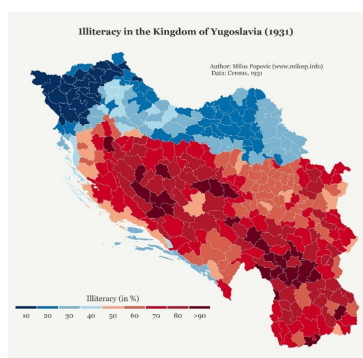 Illiteracy in the Kingdom of Yugoslavia (1931)
Author: Milos Popovic (www.milosp.info)
Data: Census, 1931
Illiteracy (in %)
10 20 30 40 50 60 70 80 >90